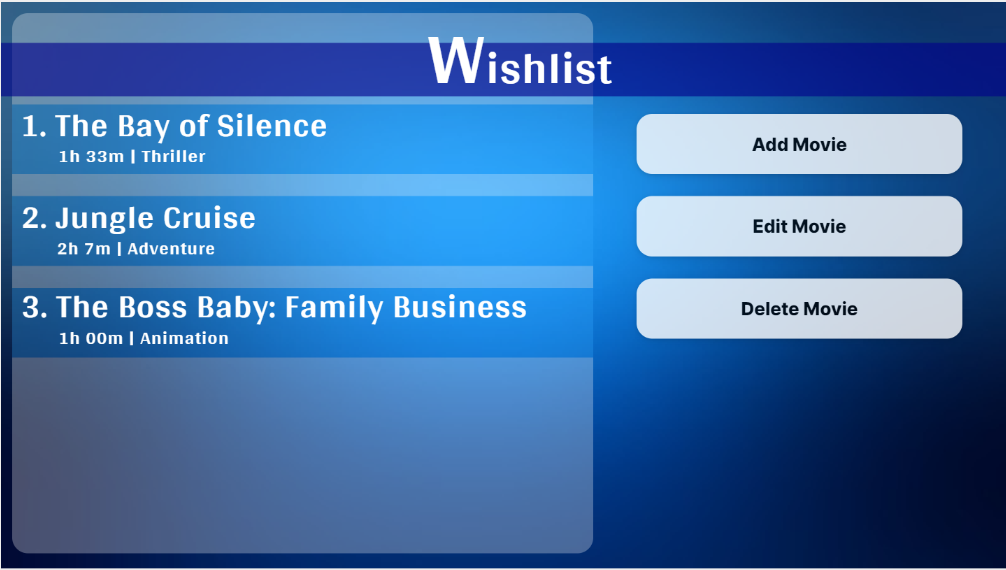 Wishlist
1. The Bay of Silence
1h 33m | Thriller
2. Jungle Cruise
2h 7m | Adventure
3. The Boss Baby: Family Business
1h 00m | Animation
Add Movie
Edit Movie
Delete Movie